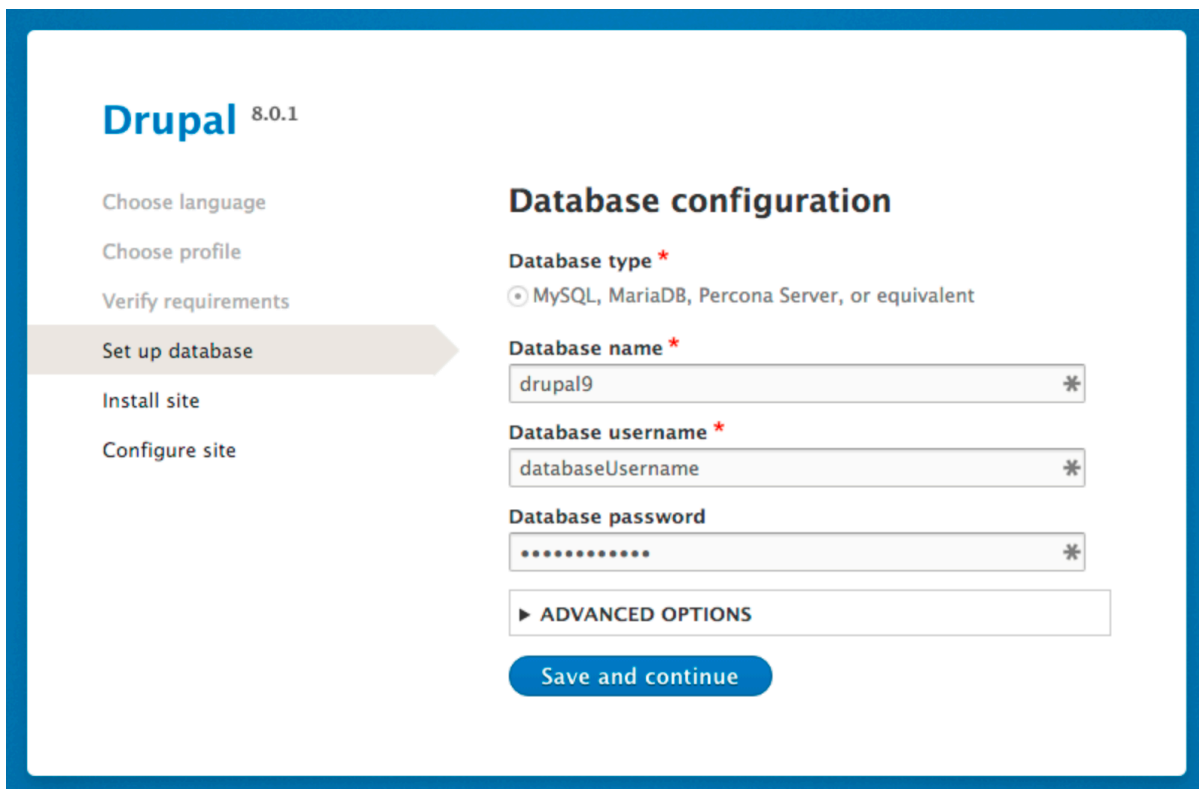 Drupal 8.0.1
Choose language
Choose profile
Verify requirements
Set up database
Install site
Configure site
Database configuration
Database type *
MySQL, MariaDB, Percona Server, or equivalent
Database name *
drupal9
Database username *
databaseUsername
Database password
••••••••••••
ADVANCED OPTIONS
Save and continue